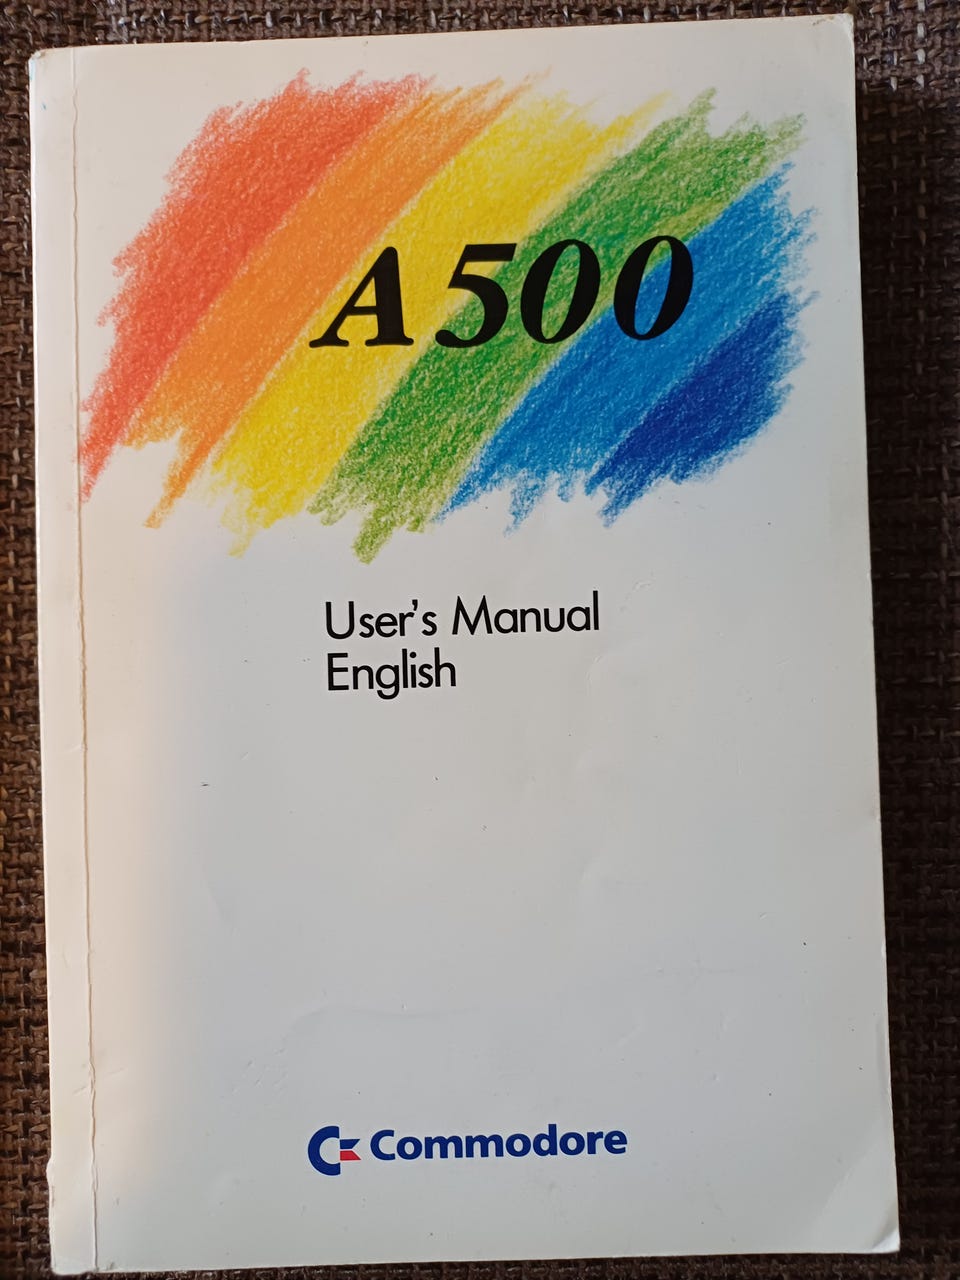 A500
User's Manual
English
Commodore